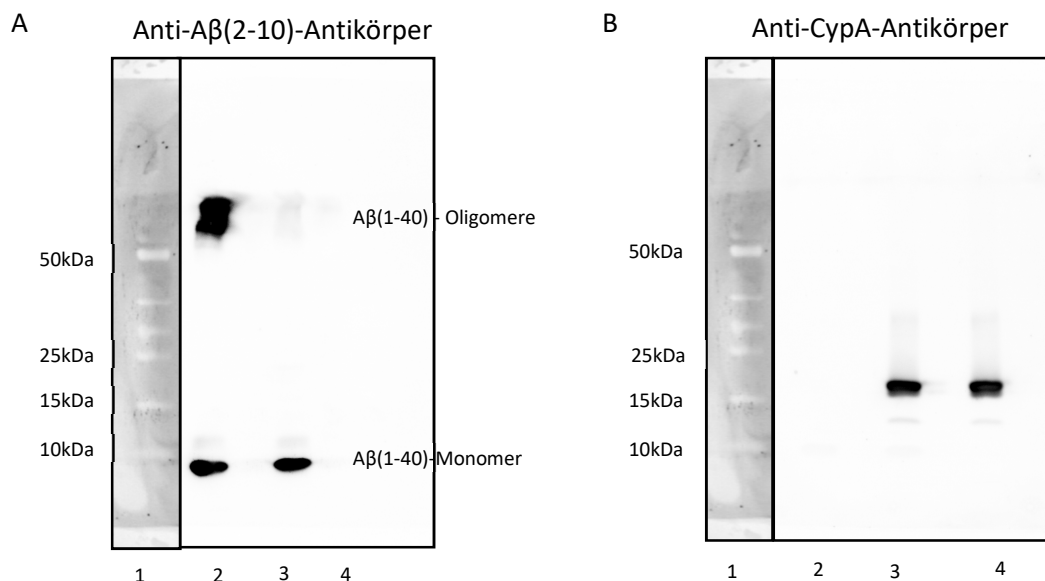 A
Anti-Aβ(2-10)-Antikörper
50kDa
25kDa
15kDa
10kDa
Aβ(1-40) - Oligomere
Aβ(1-40)-Monomer
1 2 3 4
B
Anti-CypA-Antikörper
50kDa
25kDa
15kDa
10kDa
1 2 3 4